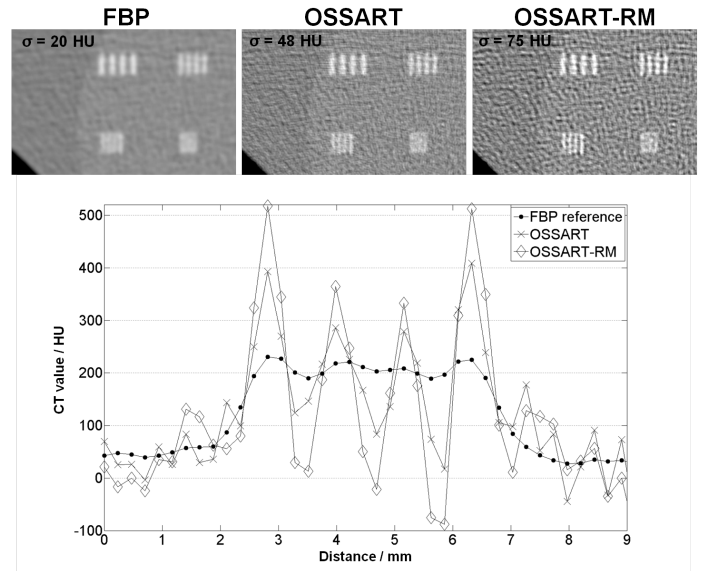 FBP OSSART OSSART-RM
σ = 20 HU σ = 48 HU σ = 75 HU
500
400
300
200
100
0
-100
CT value / HU
FBP reference
OSSART
OSSART-RM
0 1 2 3 4 5 6 7 8 9
Distance / mm